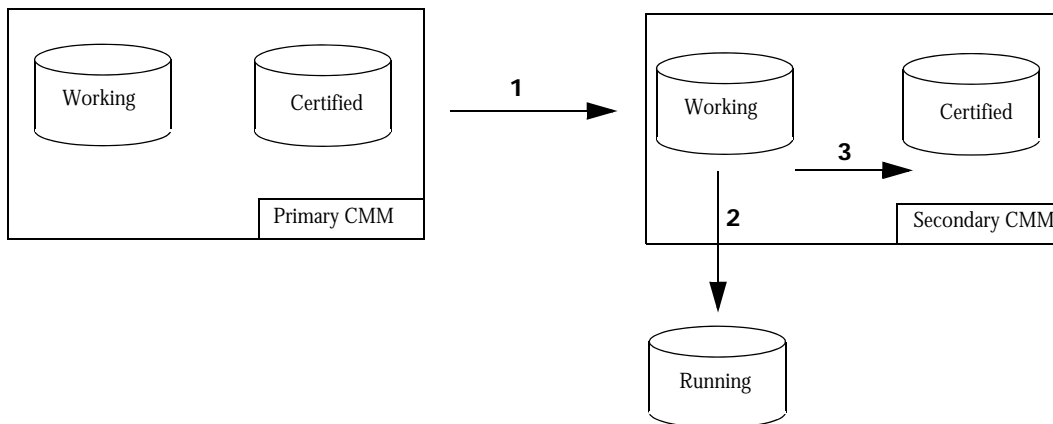 Working
Certified
Primary CMM
1
Working
Certified
3
2
Secondary CMM
Running